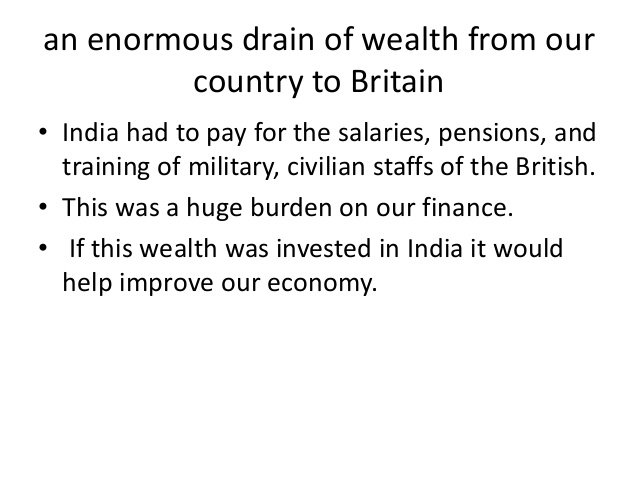 an enormous drain of wealth from our
country to Britain
• India had to pay for the salaries, pensions, and
training of military, civilian staffs of the British.
• This was a huge burden on our finance.
• If this wealth was invested in India it would
help improve our economy.